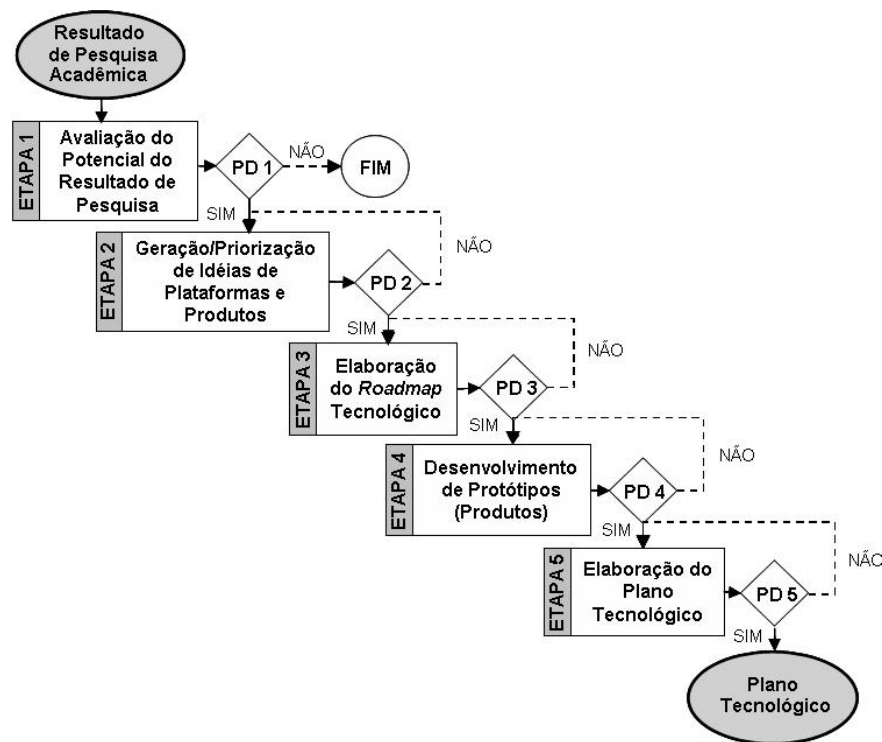 Resultado
de Pesquisa
Acadêmica
ETAPA 1
Avaliação do
Potencial do
Resultado de
Pesquisa
PD 1
NÃO
FIM
SIM
ETAPA 2
Geração/Priorização
de Idéias de
Plataformas e
Produtos
PD 2
NÃO
SIM
ETAPA 3
Elaboração
do Roadmap
Tecnológico
PD 3
NÃO
SIM
ETAPA 4
Desenvolvimento
de Protótipos
(Produtos)
PD 4
NÃO
SIM
ETAPA 5
Elaboração do
Plano
Tecnológico
PD 5
NÃO
SIM
Plano
Tecnológico